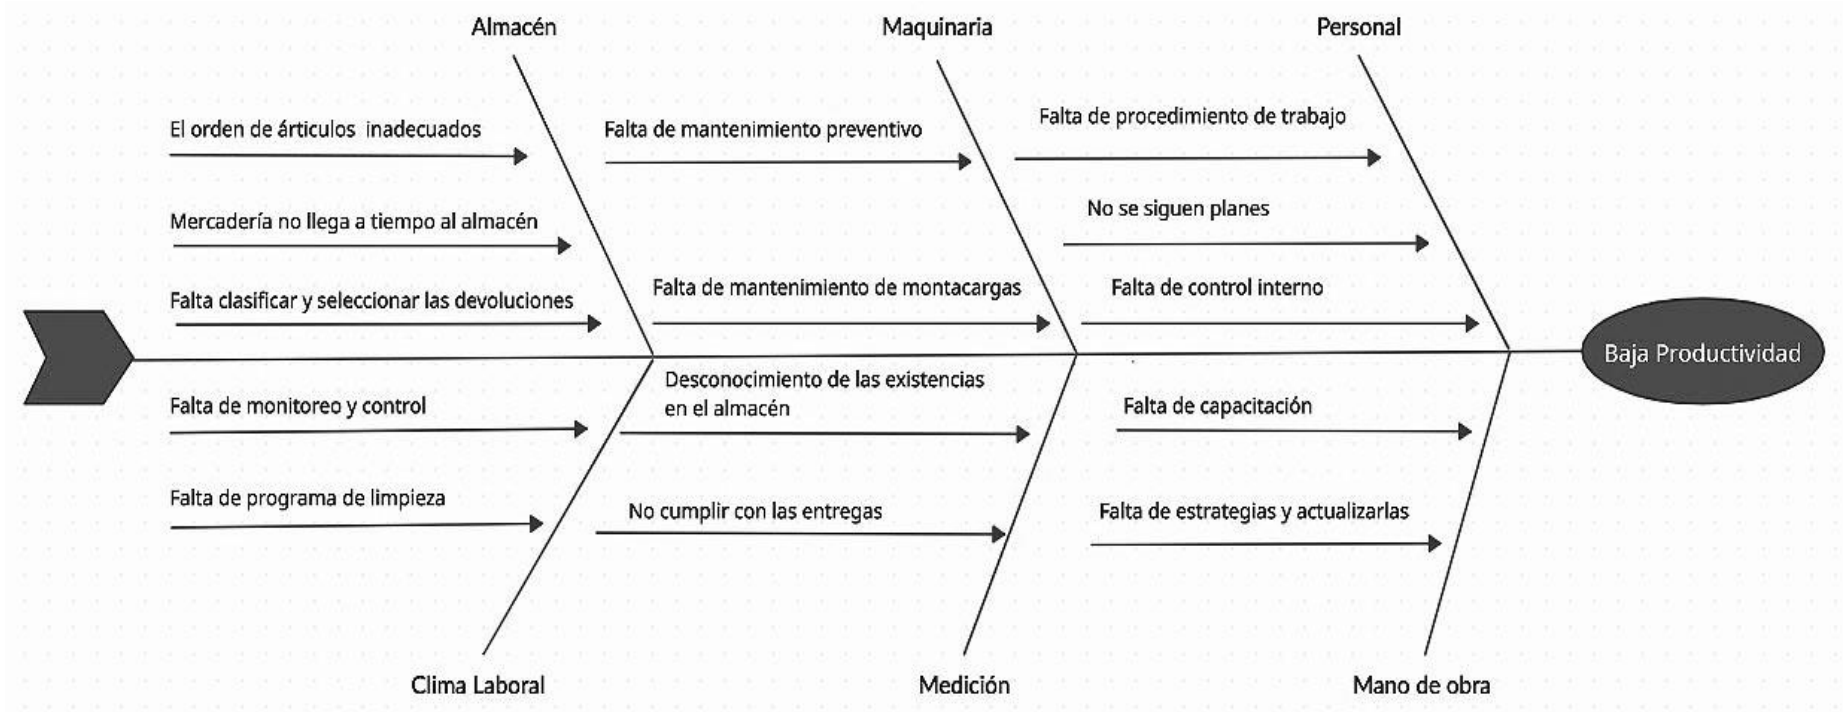 Almacén
Maquinaria
Personal
El orden de árticulos inadecuados
Falta de mantenimiento preventivo
Falta de procedimiento de trabajo
Mercadería no llega a tiempo al almacén
No se siguen planes
Falta clasificar y seleccionar las devoluciones
Falta de mantenimiento de montacargas
Falta de control interno
Baja Productividad
Falta de monitoreo y control
Desconocimiento de las existencias
en el almacén
Falta de capacitación
Falta de programa de limpieza
No cumplir con las entregas
Falta de estrategias y actualizarlas
Clima Laboral
Medición
Mano de obra